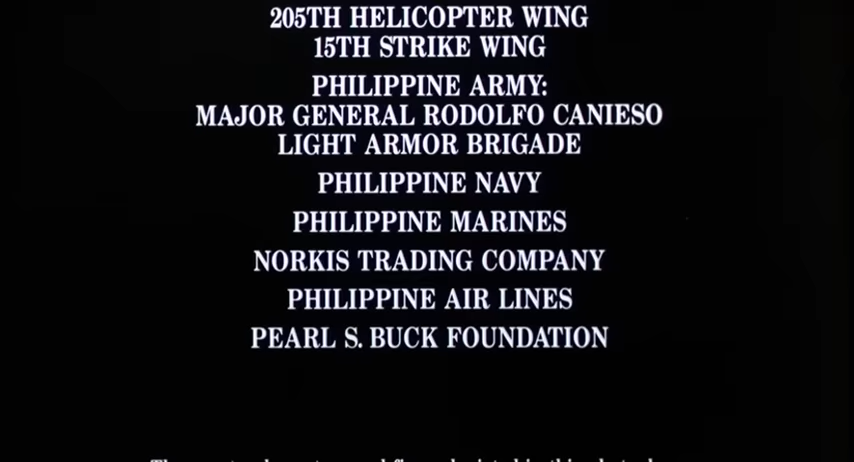 205TH HELICOPTER WING
15TH STRIKE WING
PHILIPPINE ARMY:
MAJOR GENERAL RODOLFO CANIESO
LIGHT ARMOR BRIGADE
PHILIPPINE NAVY
PHILIPPINE MARINES
NORKIS TRADING COMPANY
PHILIPPINE AIR LINES
PEARL S. BUCK FOUNDATION